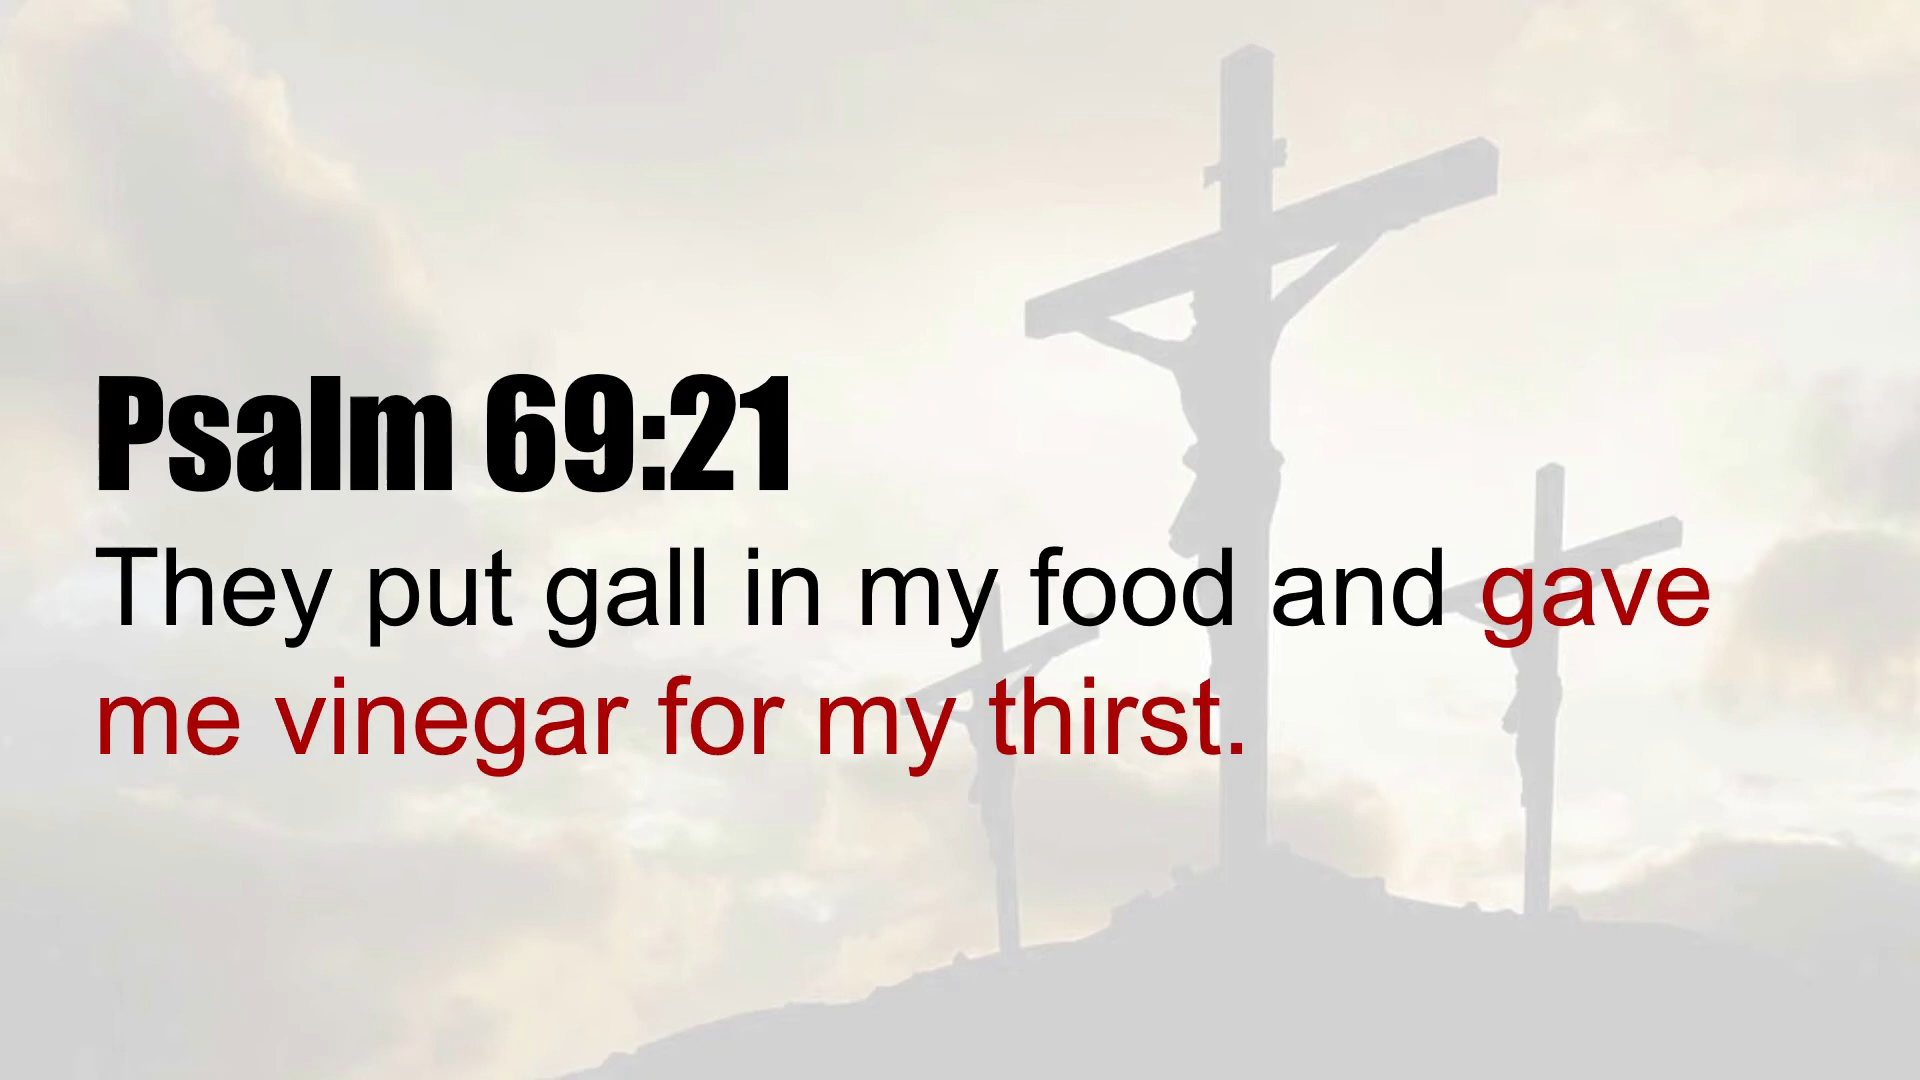 Psalm 69:21
They put gall in my food and gave
me vinegar for my thirst.